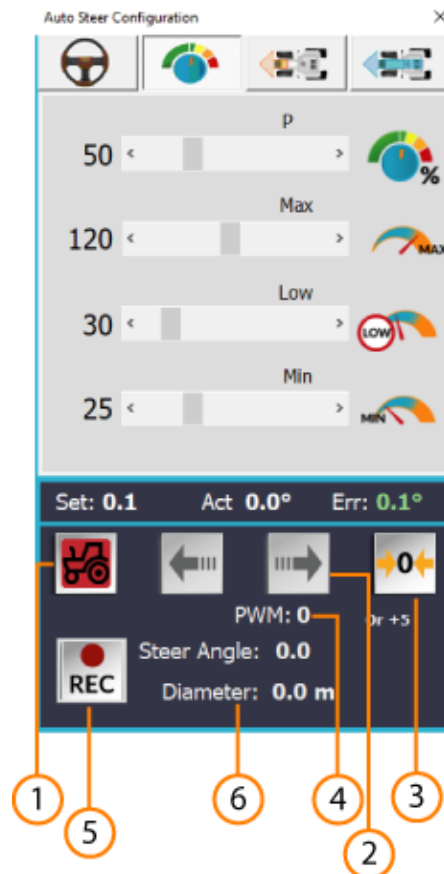 Auto Steer Configuration
P
50
%
Max
120
MAX
Low
30
LOW
Min
25
MIN
Set: 0.1 Act 0.0° Err: 0.1°
0
PWM: 0 Or +5
Steer Angle: 0.0
REC
Diameter: 0.0 m
1
5
6
4
2
3